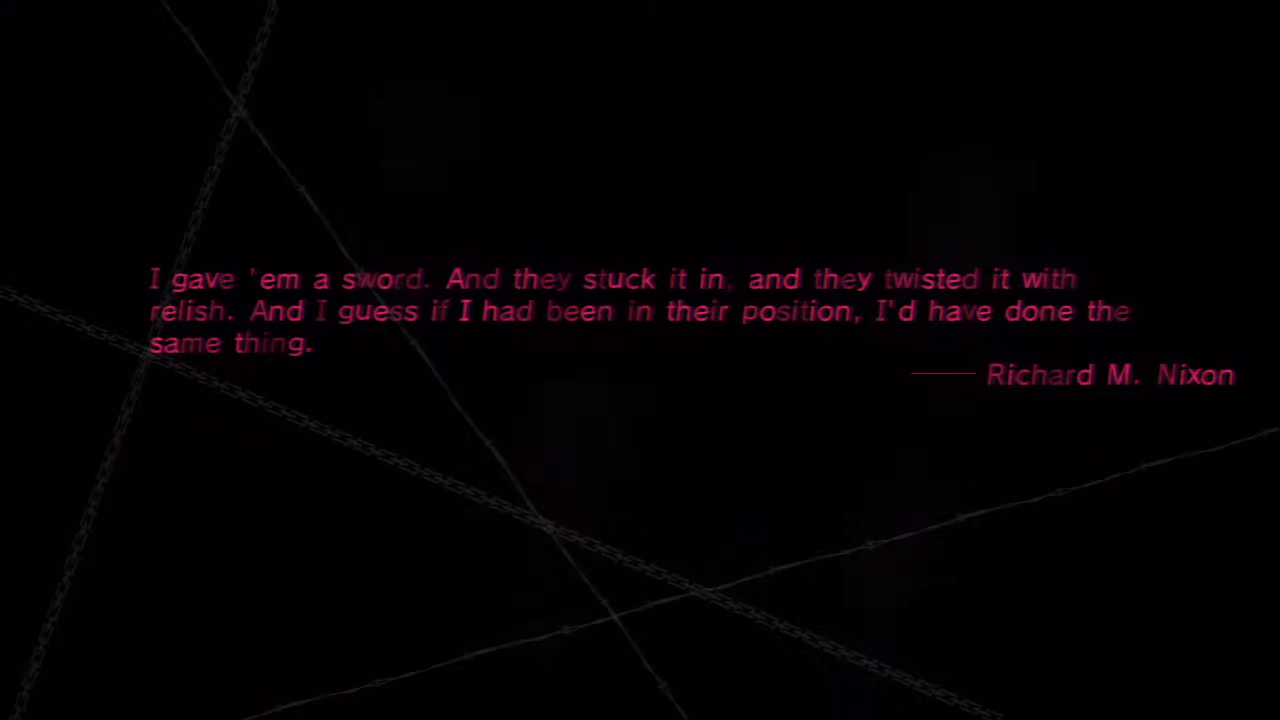 I gave 'em a sword. And they stuck it in, and they twisted it with
relish. And I guess if I had been in their position, I'd have done the
same thing.
—— Richard M. Nixon